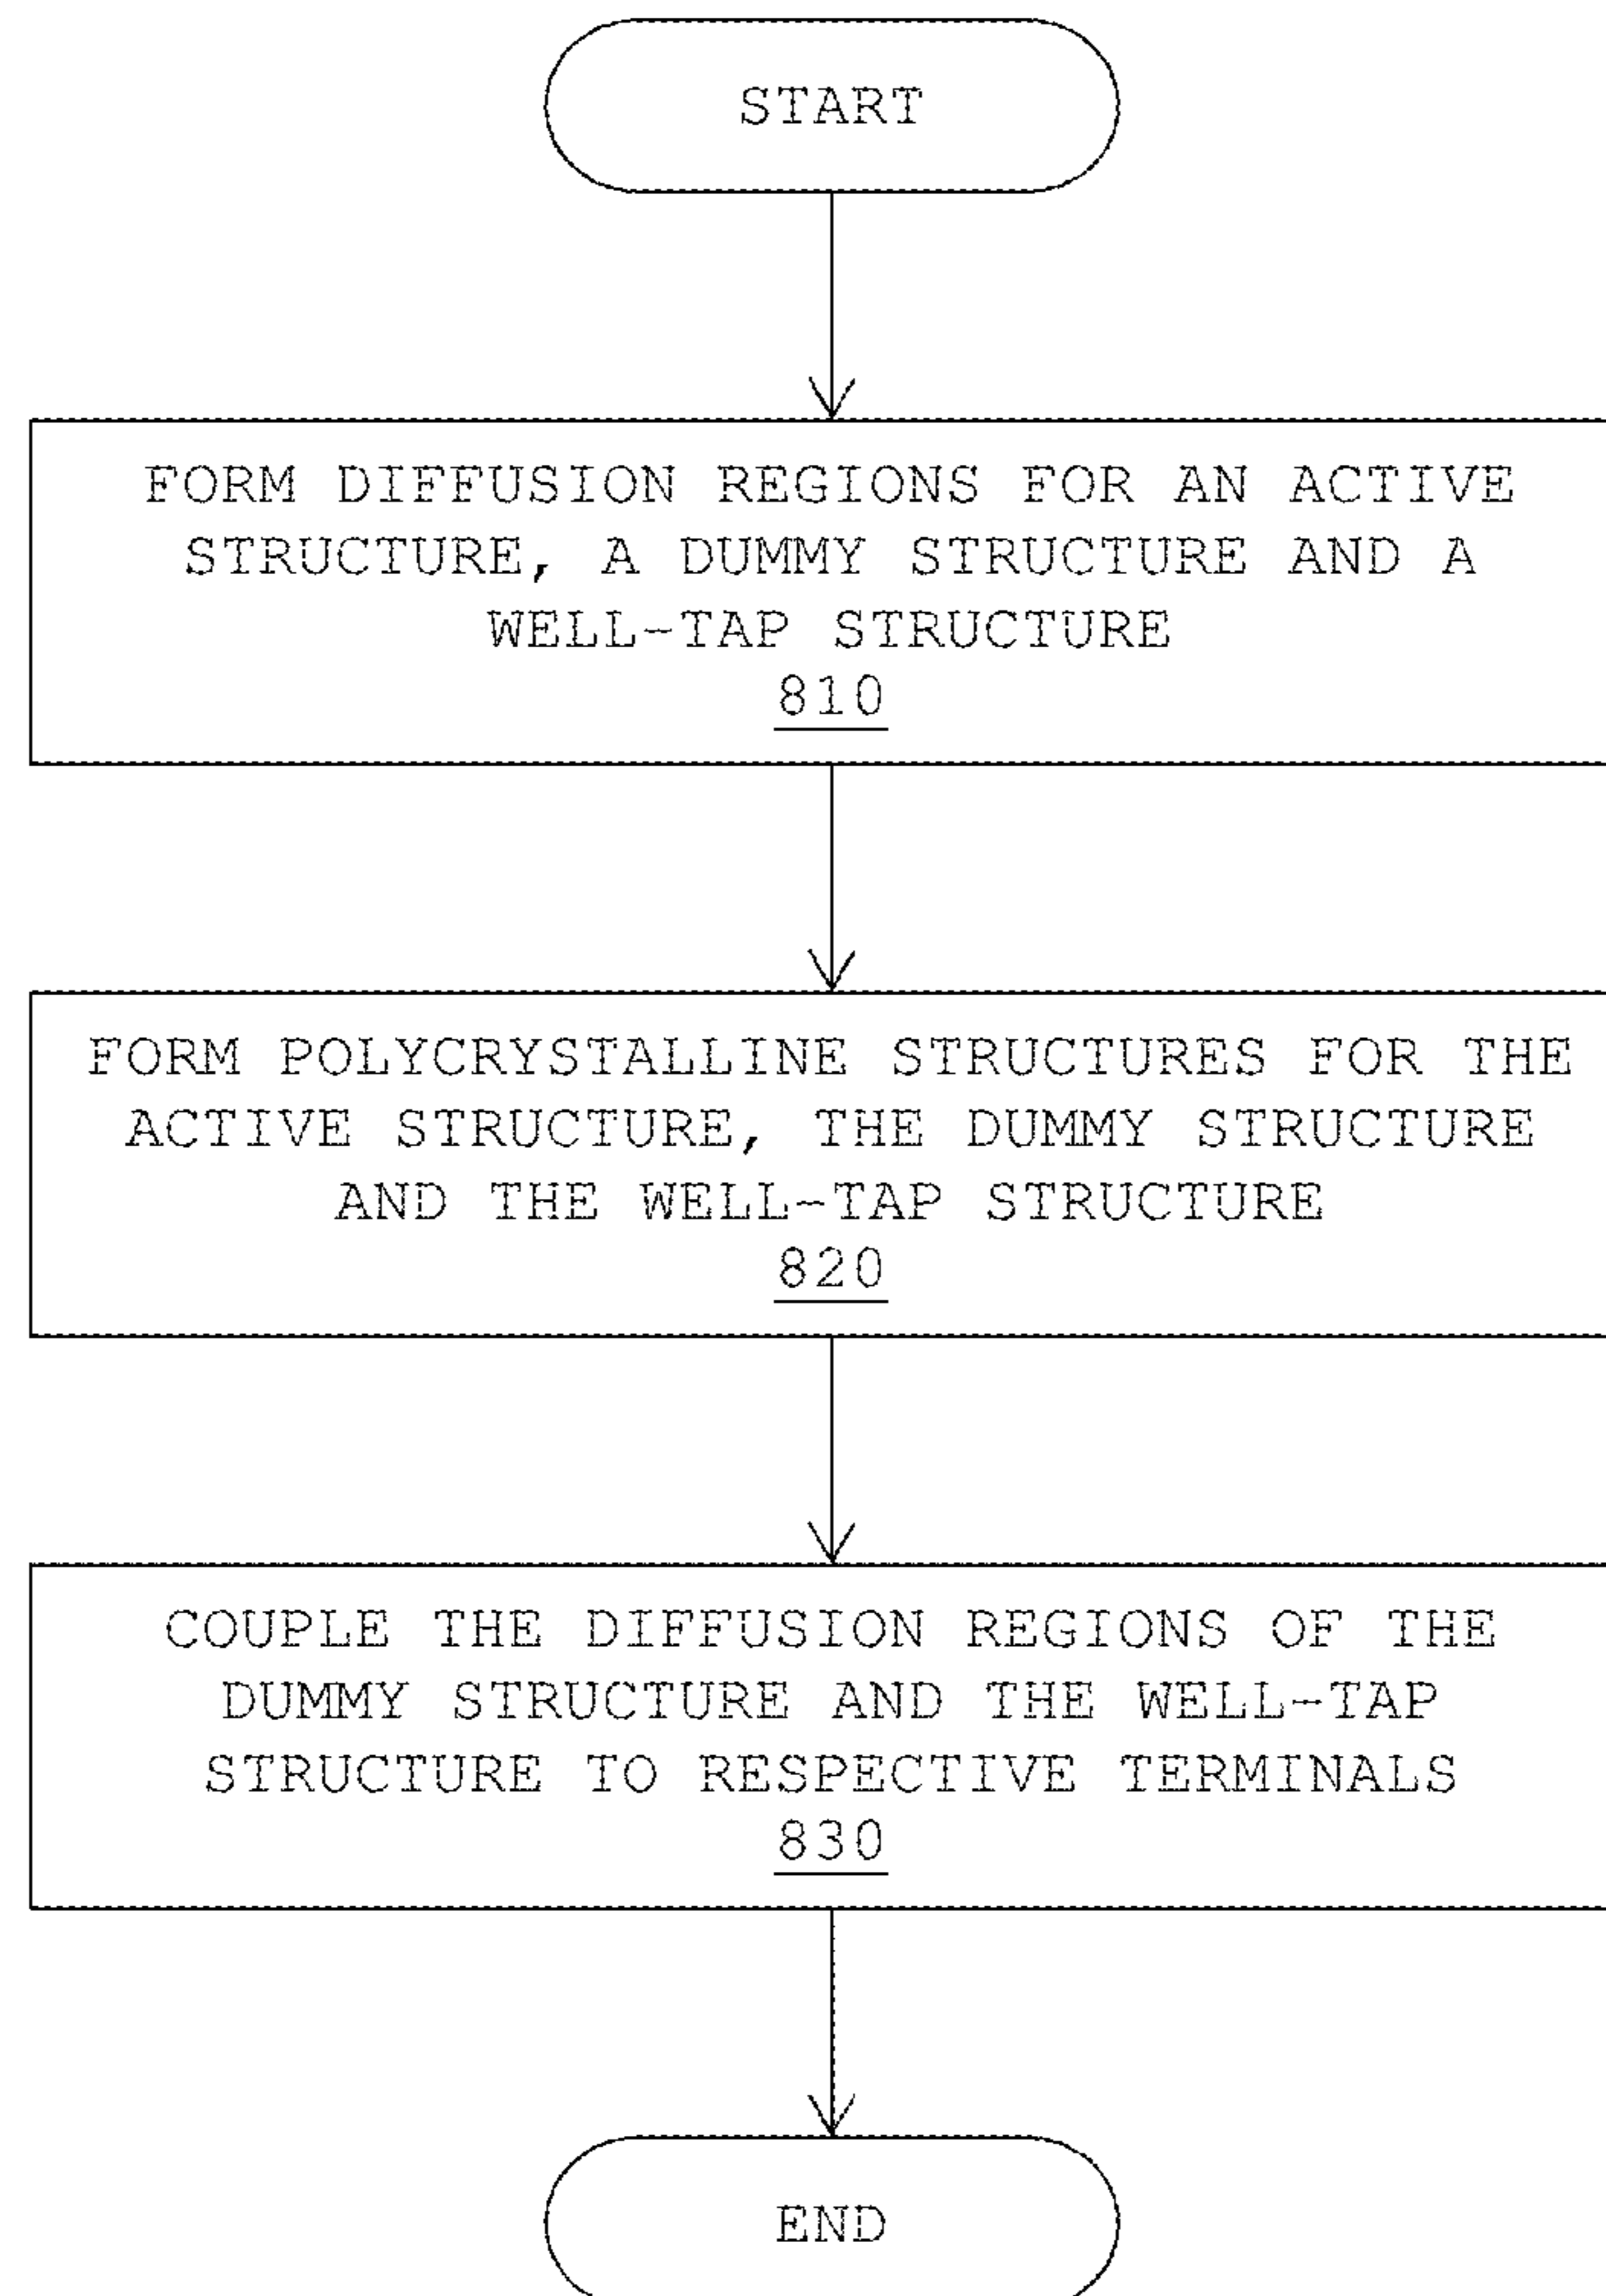 START
FORM DIFFUSION REGIONS FOR AN ACTIVE
STRUCTURE, A DUMMY STRUCTURE AND A
WELL-TAP STRUCTURE
810
FORM POLYCRYSTALLINE STRUCTURES FOR THE
ACTIVE STRUCTURE, THE DUMMY STRUCTURE
AND THE WELL-TAP STRUCTURE
820
COUPLE THE DIFFUSION REGIONS OF THE
DUMMY STRUCTURE AND THE WELL-TAP
STRUCTURE TO RESPECTIVE TERMINALS
830
END